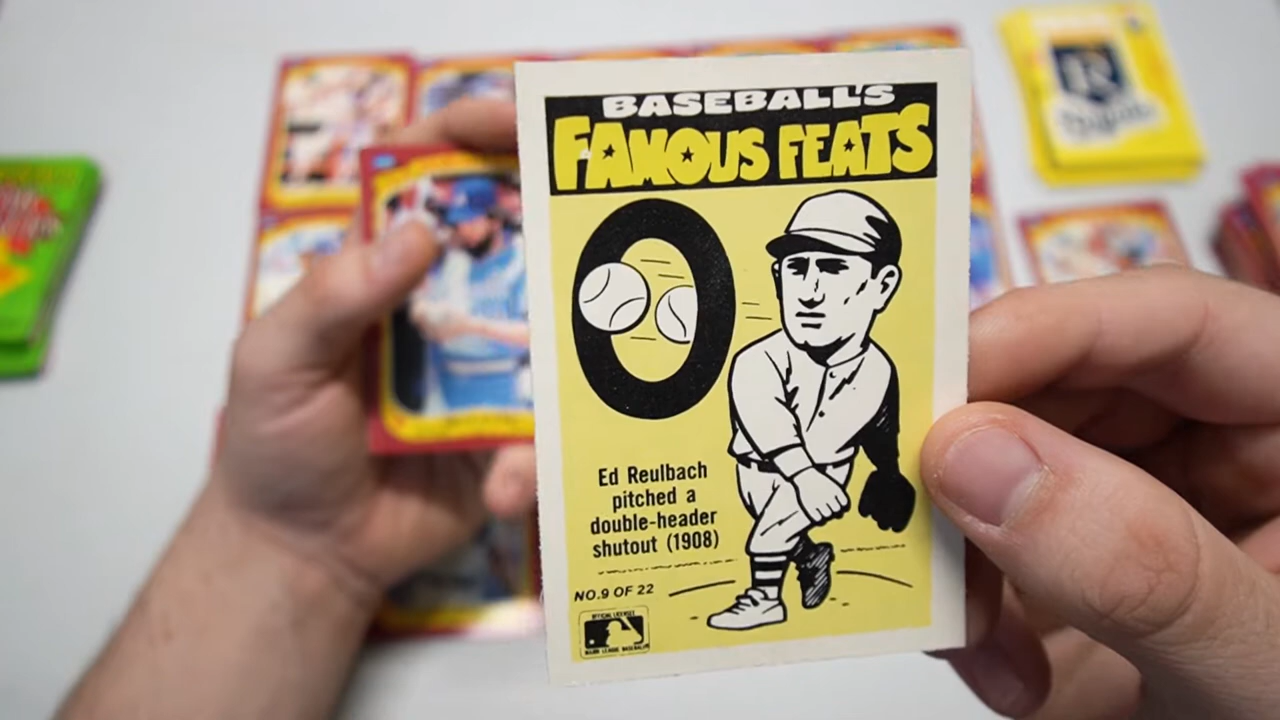 BASEBALL'S
FAMOUS FEATS
Ed Reulbach
pitched a
double-header
shutout (1908)
NO.9 OF 22
OFFICIAL LICENSEE
MAJOR LEAGUE BASEBALL